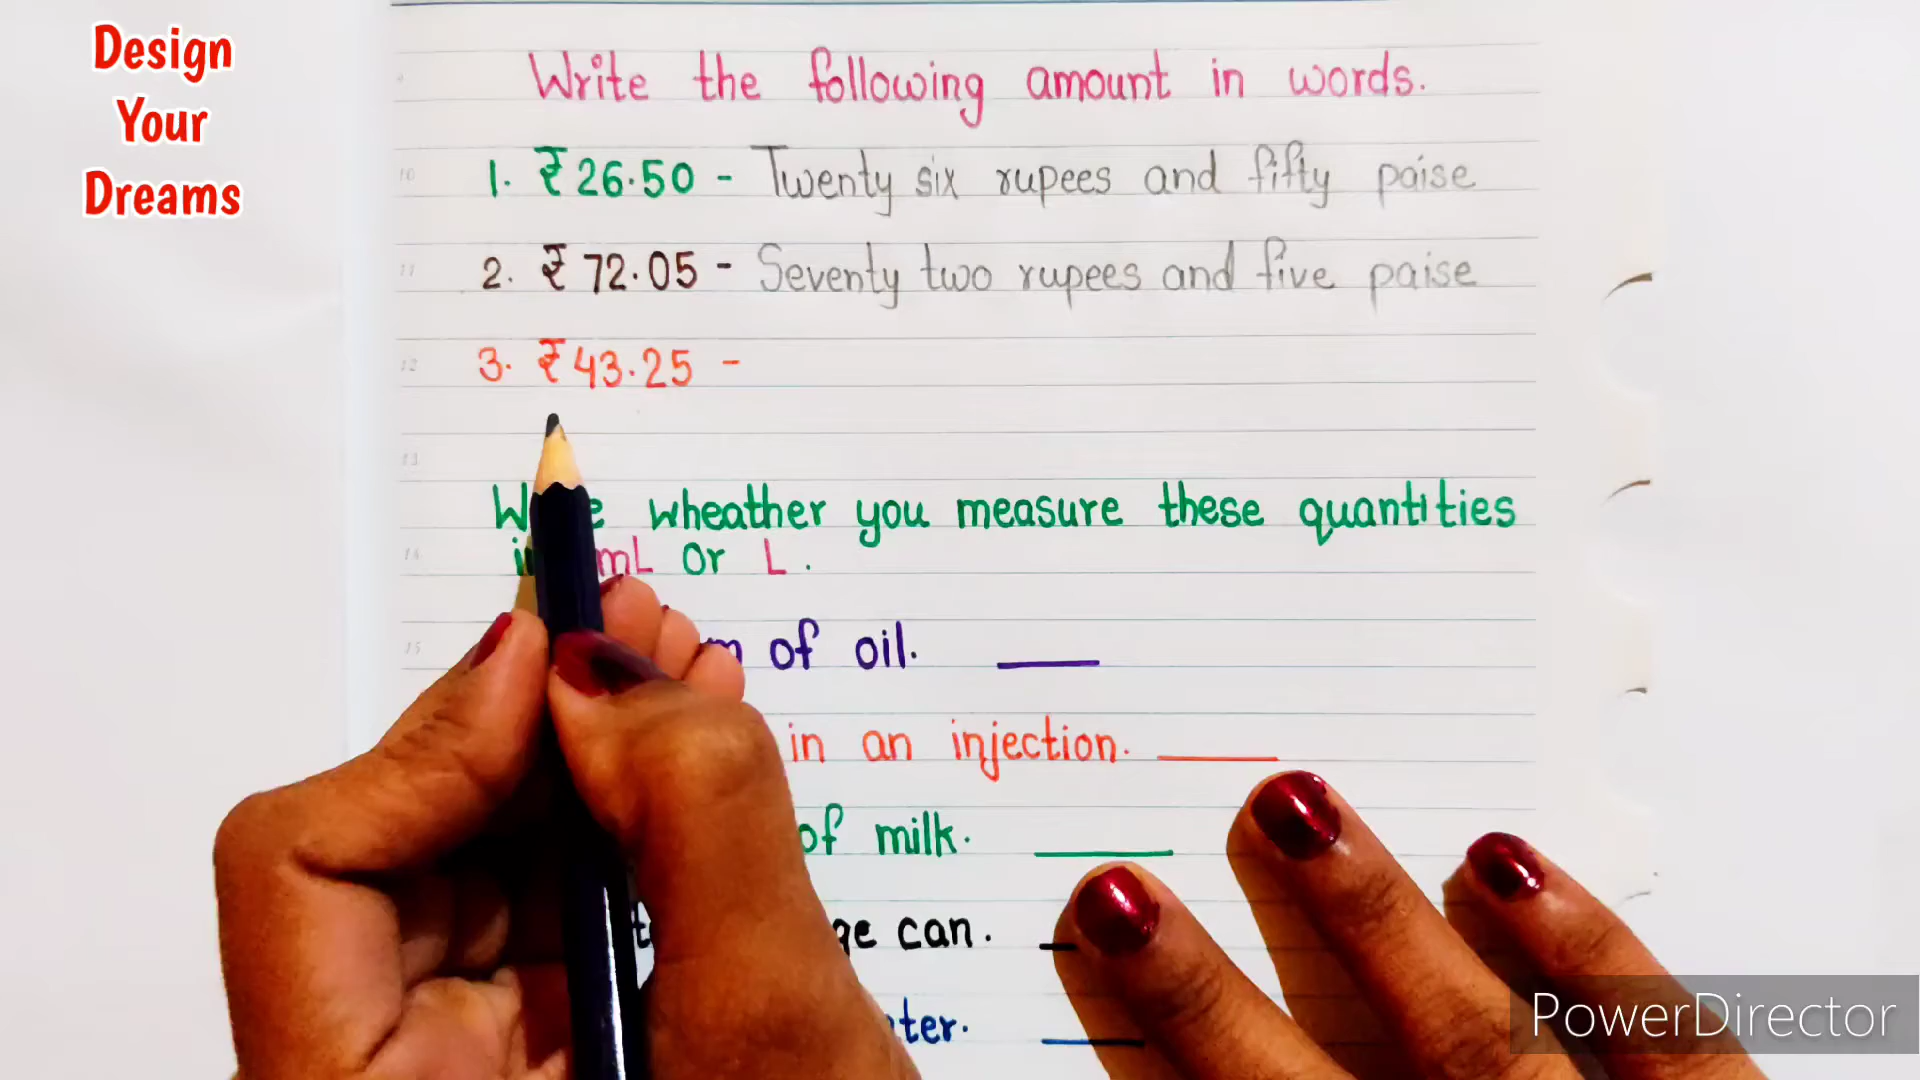 Design
Your
Dreams
Write the following amount in words.
1. ₹26.50 - Twenty six rupees and fifty paise
2. ₹72.05 - Seventy two rupees and five paise
3. ₹43.25 -
wheather you measure these quantities
mL or L.
of oil.
in an injection.
of milk.
can.
PowerDirector